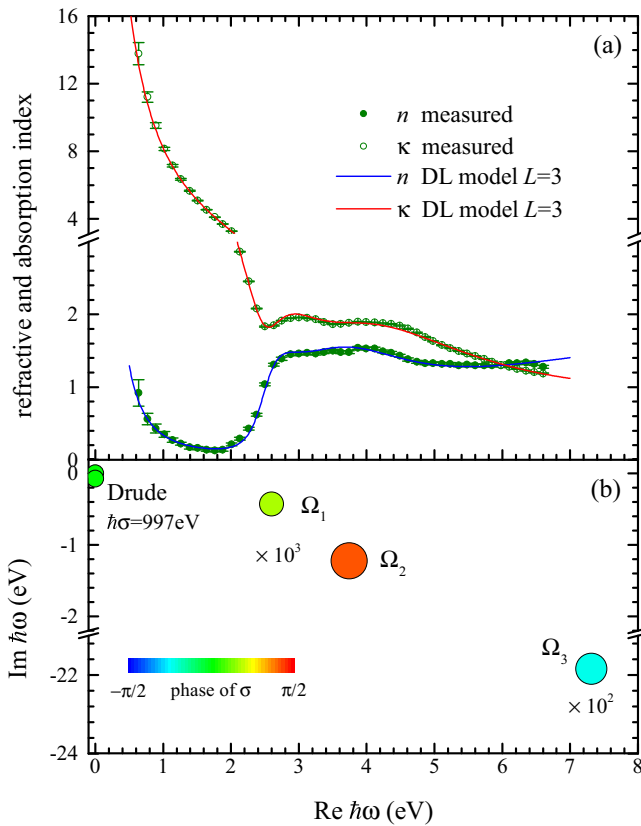 (a)
16
12
8
4
2
1
0
refractive and absorption index
n measured
κ measured
n DL model L=3
κ DL model L=3
(b)
0
-1
-2
-22
-24
Im ℏω (eV)
Drude
ℏσ=997eV
Ω1
× 10³
Ω2
Ω3
× 10²
−π/2 phase of σ π/2
0 1 2 3 4 5 6 7 8
Re ℏω (eV)